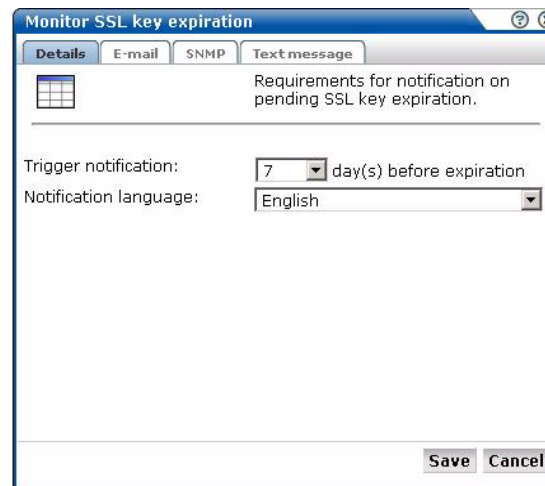 Monitor SSL key expiration
Details E-mail SNMP Text message
Requirements for notification on
pending SSL key expiration.
Trigger notification: 7 day(s) before expiration
Notification language: English
Save Cancel